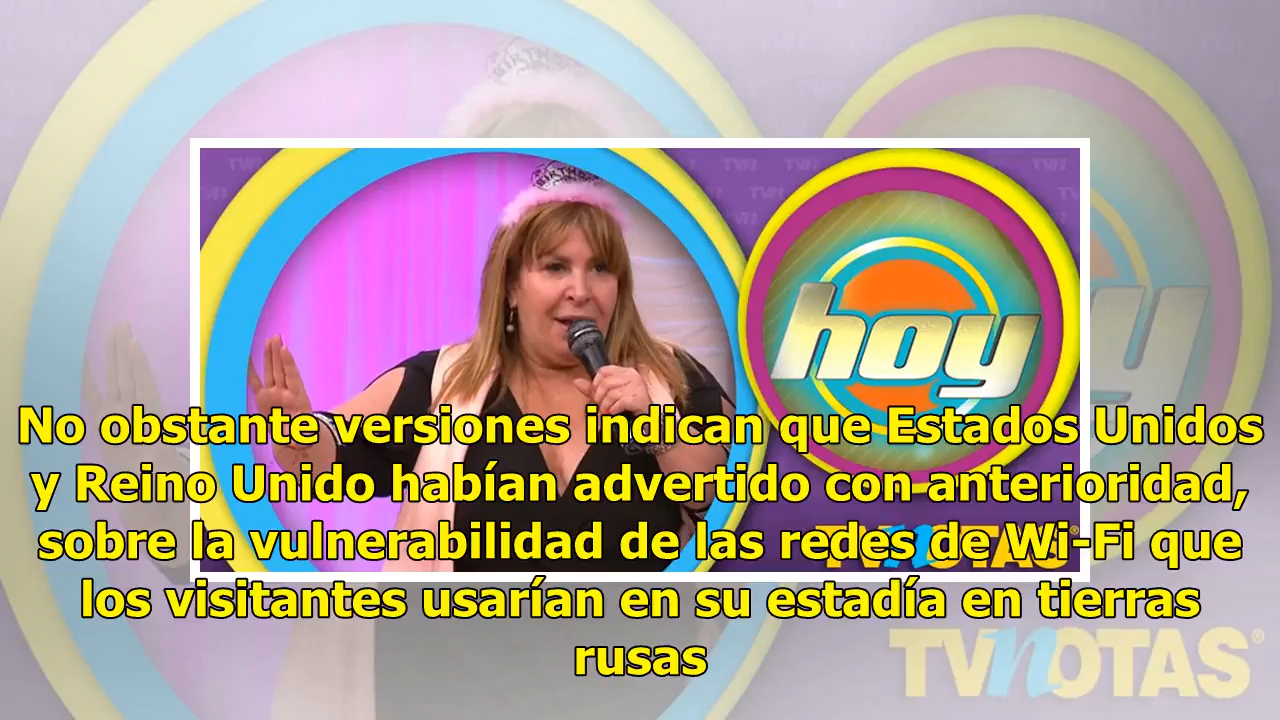 BIRTHDAY
hoy
No obstante versiones indican que Estados Unidos
y Reino Unido habían advertido con anterioridad,
sobre la vulnerabilidad de las redes de Wi-Fi que
los visitantes usarían en su estadía en tierras
rusas
TVnOTAS®
TVnOTAS®